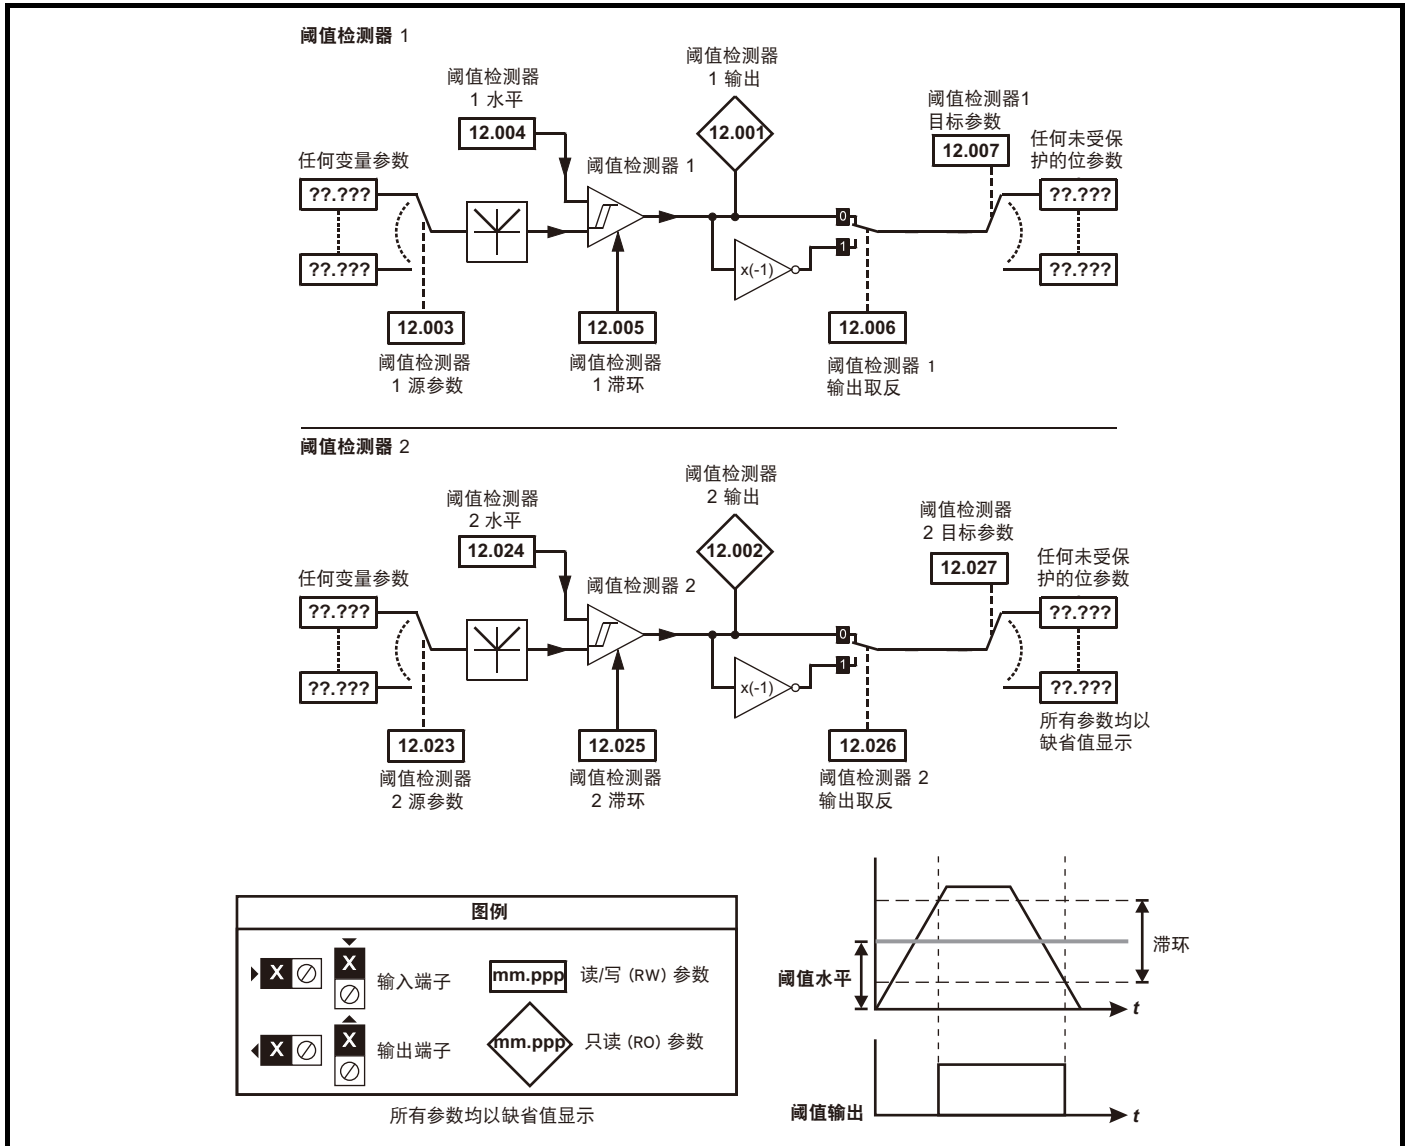 阈值检测器 1
阈值检测器
1 输出
阈值检测器
1 水平
12.004
12.001
阈值检测器1
目标参数
12.007
任何未受保
护的位参数
任何变量参数
??.???
??.???
阈值检测器 1
0
1
x(-1)
??.???
??.???
12.003
阈值检测器
1 源参数
12.005
阈值检测器
1 滞环
12.006
阈值检测器 1
输出取反
阈值检测器 2
阈值检测器
2 输出
阈值检测器
2 水平
12.024
12.002
阈值检测器
2 目标参数
12.027
任何未受保
护的位参数
任何变量参数
??.???
??.???
阈值检测器 2
0
1
x(-1)
??.???
??.???
所有参数均以
缺省值显示
12.023
阈值检测器
2 源参数
12.025
阈值检测器
2 滞环
12.026
阈值检测器 2
输出取反
图例
X
X
输入端子
mm.ppp
读/写 (RW) 参数
X
X
输出端子
mm.ppp
只读 (RO) 参数
所有参数均以缺省值显示
滞环
阈值水平
t
阈值输出
t